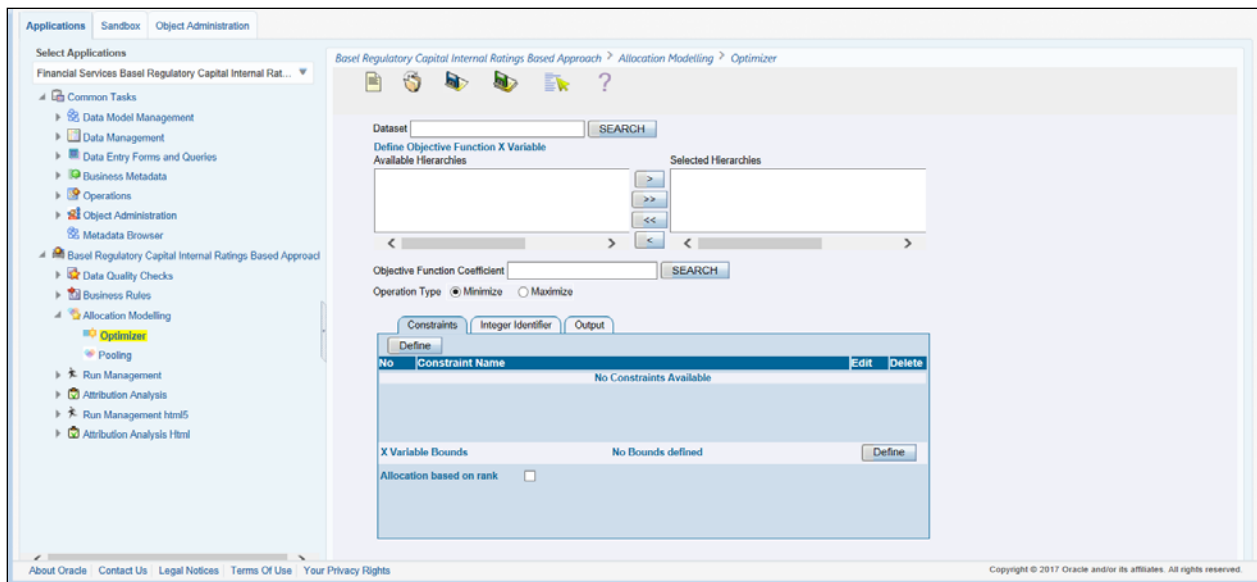 Applications Sandbox Object Administration
Select Applications
Financial Services Basel Regulatory Capital Internal Rat...
Common Tasks
Data Model Management
Data Management
Data Entry Forms and Queries
Business Metadata
Operations
Object Administration
Metadata Browser
Basel Regulatory Capital Internal Ratings Based Approacl
Data Quality Checks
Business Rules
Allocation Modelling
Optimizer
Pooling
Run Management
Attribution Analysis
Run Management html5
Attribution Analysis Html
Basel Regulatory Capital Internal Ratings Based Approach > Allocation Modelling > Optimizer
?
Dataset SEARCH
Define Objective Function X Variable
Available Hierarchies Selected Hierarchies
>
>>
<<
<
Objective Function Coefficient SEARCH
Operation Type Minimize Maximize
Constraints Integer Identifier Output
Define
No Constraint Name Edit Delete
No Constraints Available
X Variable Bounds No Bounds defined Define
Allocation based on rank
About Oracle Contact Us Legal Notices Terms Of Use Your Privacy Rights Copyright © 2017 Oracle and/or its affiliates. All rights reserved.